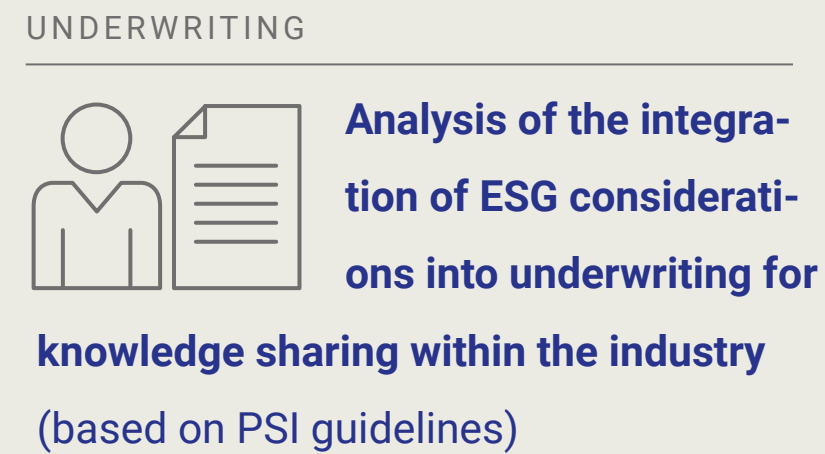 UNDERWRITING
Analysis of the integra-
tion of ESG considerati-
ons into underwriting for
knowledge sharing within the industry
(based on PSI guidelines)